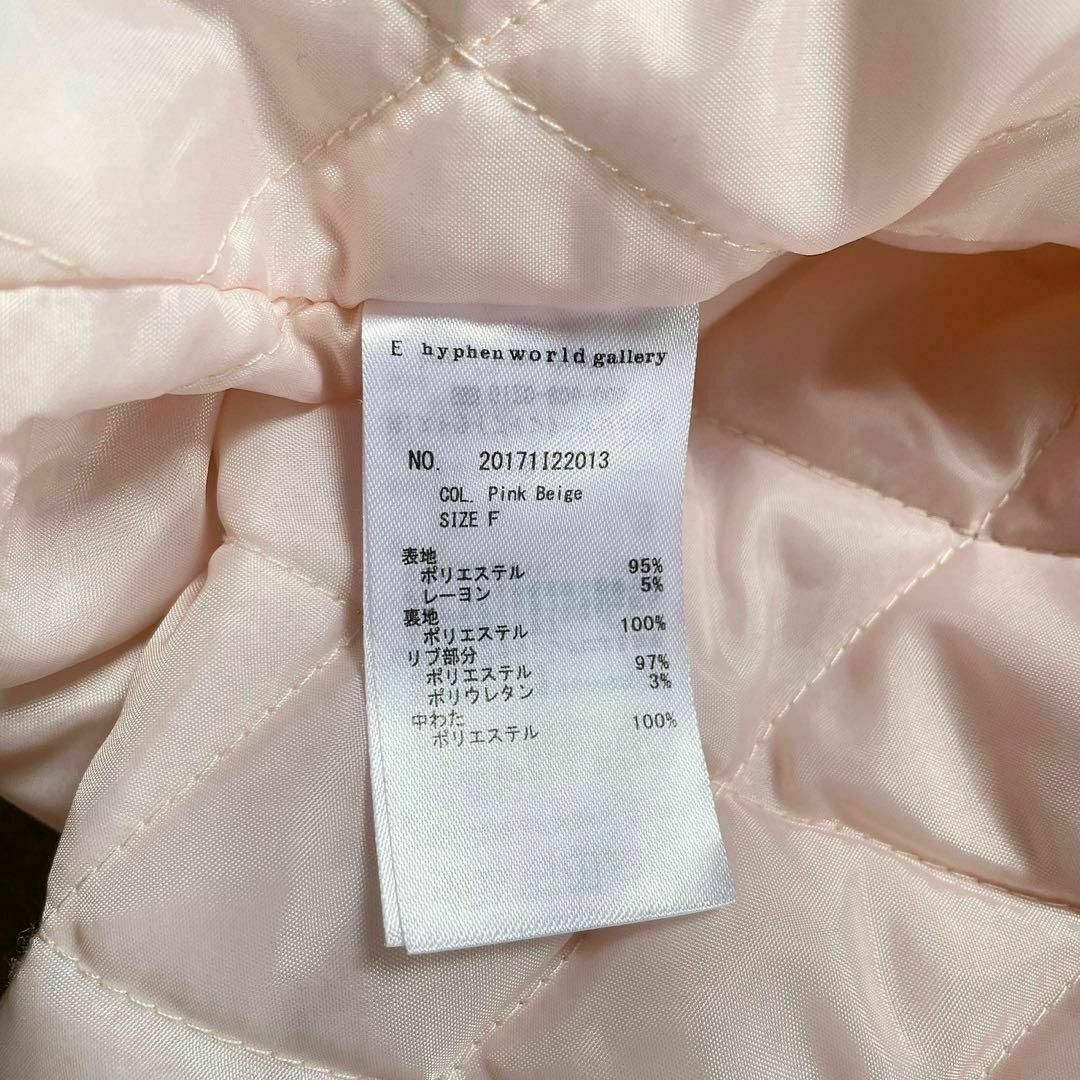 E hyphen world gallery
NO. 20171I22013
COL. Pink Beige
SIZE F
表地
ポリエステル 95%
レーヨン 5%
裏地
ポリエステル 100%
リブ部分
ポリエステル 97%
ポリウレタン 3%
中わた
ポリエステル 100%